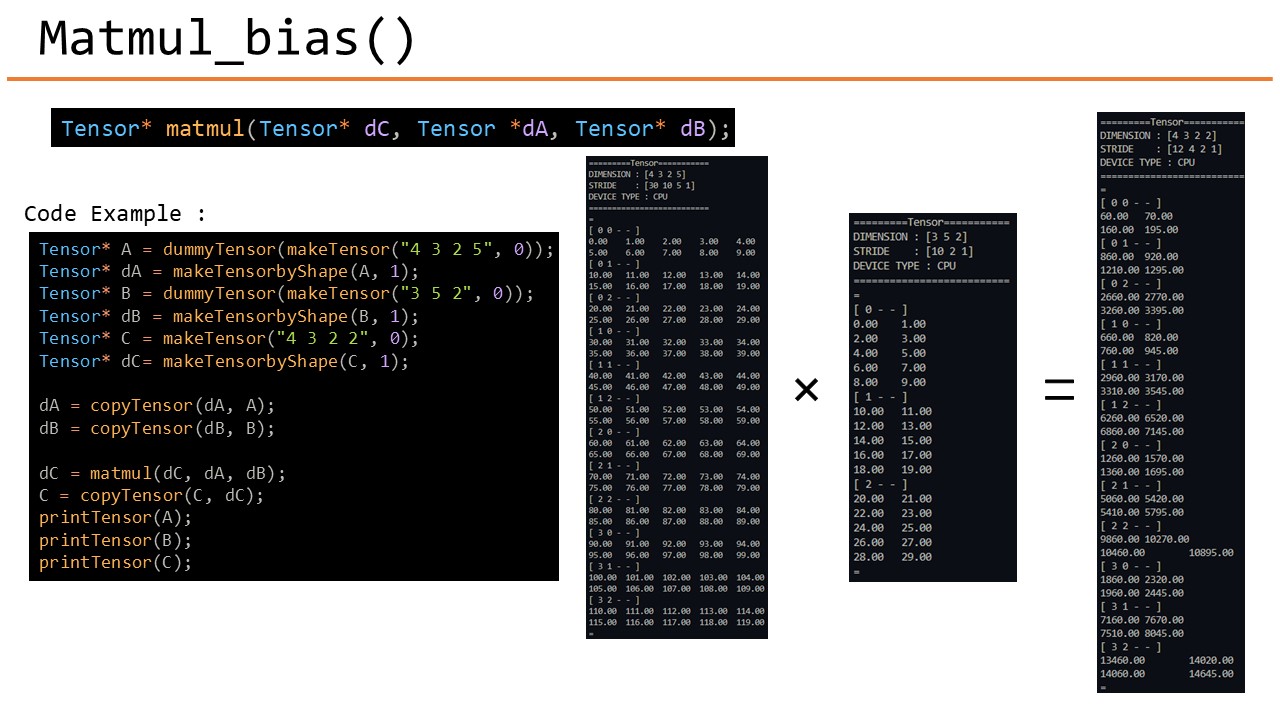 Matmul_bias()
Tensor* matmul(Tensor* dC, Tensor *dA, Tensor* dB);
Code Example :
Tensor* A = dummyTensor(makeTensor("4 3 2 5", 0));
Tensor* dA = makeTensorbyShape(A, 1);
Tensor* B = dummyTensor(makeTensor("3 5 2", 0));
Tensor* dB = makeTensorbyShape(B, 1);
Tensor* C = makeTensor("4 3 2 2", 0);
Tensor* dC= makeTensorbyShape(C, 1);
dA = copyTensor(dA, A);
dB = copyTensor(dB, B);
dC = matmul(dC, dA, dB);
C = copyTensor(C, dC);
printTensor(A);
printTensor(B);
printTensor(C);
=========Tensor===========
DIMENSION : [4 3 2 5]
STRIDE : [30 10 5 1]
DEVICE TYPE : CPU
==========================
=
[ 0 0 - - ]
0.00 1.00 2.00 3.00 4.00
5.00 6.00 7.00 8.00 9.00
[ 0 1 - - ]
10.00 11.00 12.00 13.00 14.00
15.00 16.00 17.00 18.00 19.00
[ 0 2 - - ]
20.00 21.00 22.00 23.00 24.00
25.00 26.00 27.00 28.00 29.00
[ 1 0 - - ]
30.00 31.00 32.00 33.00 34.00
35.00 36.00 37.00 38.00 39.00
[ 1 1 - - ]
40.00 41.00 42.00 43.00 44.00
45.00 46.00 47.00 48.00 49.00
[ 1 2 - - ]
50.00 51.00 52.00 53.00 54.00
55.00 56.00 57.00 58.00 59.00
[ 2 0 - - ]
60.00 61.00 62.00 63.00 64.00
65.00 66.00 67.00 68.00 69.00
[ 2 1 - - ]
70.00 71.00 72.00 73.00 74.00
75.00 76.00 77.00 78.00 79.00
[ 2 2 - - ]
80.00 81.00 82.00 83.00 84.00
85.00 86.00 87.00 88.00 89.00
[ 3 0 - - ]
90.00 91.00 92.00 93.00 94.00
95.00 96.00 97.00 98.00 99.00
[ 3 1 - - ]
100.00 101.00 102.00 103.00 104.00
105.00 106.00 107.00 108.00 109.00
[ 3 2 - - ]
110.00 111.00 112.00 113.00 114.00
115.00 116.00 117.00 118.00 119.00
=
×
=========Tensor===========
DIMENSION : [3 5 2]
STRIDE : [10 2 1]
DEVICE TYPE : CPU
==========================
=
[ 0 - - ]
0.00 1.00
2.00 3.00
4.00 5.00
6.00 7.00
8.00 9.00
[ 1 - - ]
10.00 11.00
12.00 13.00
14.00 15.00
16.00 17.00
18.00 19.00
[ 2 - - ]
20.00 21.00
22.00 23.00
24.00 25.00
26.00 27.00
28.00 29.00
=
=
=========Tensor===========
DIMENSION : [4 3 2 2]
STRIDE : [12 4 2 1]
DEVICE TYPE : CPU
==========================
=
[ 0 0 - - ]
60.00 70.00
160.00 195.00
[ 0 1 - - ]
860.00 920.00
1210.00 1295.00
[ 0 2 - - ]
2660.00 2770.00
3260.00 3395.00
[ 1 0 - - ]
660.00 820.00
760.00 945.00
[ 1 1 - - ]
2960.00 3170.00
3310.00 3545.00
[ 1 2 - - ]
6260.00 6520.00
6860.00 7145.00
[ 2 0 - - ]
1260.00 1570.00
1360.00 1695.00
[ 2 1 - - ]
5060.00 5420.00
5410.00 5795.00
[ 2 2 - - ]
9860.00 10270.00
10460.00 10895.00
[ 3 0 - - ]
1860.00 2320.00
1960.00 2445.00
[ 3 1 - - ]
7160.00 7670.00
7510.00 8045.00
[ 3 2 - - ]
13460.00 14020.00
14060.00 14645.00
=